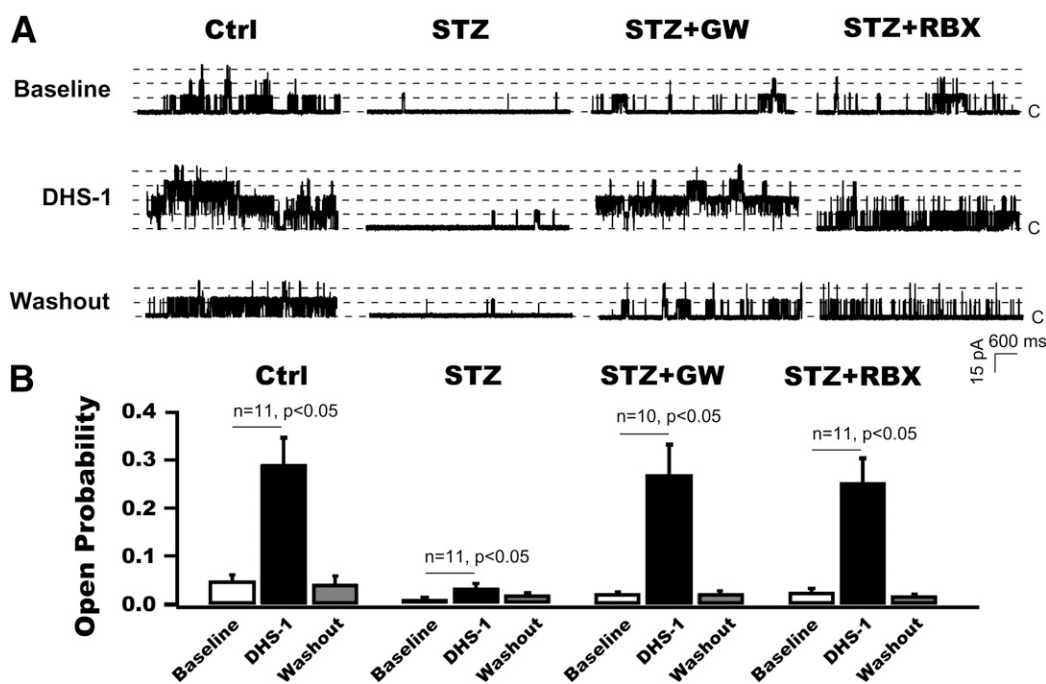 A
Ctrl STZ STZ+GW STZ+RBX
Baseline
C
DHS-1
C
Washout
C
15 pA
600 ms
B
Ctrl STZ STZ+GW STZ+RBX
Open Probability
0.4
0.3
0.2
0.1
0.0
n=11, p<0.05
n=11, p<0.05
n=10, p<0.05
n=11, p<0.05
Baseline DHS-1 Washout Baseline DHS-1 Washout Baseline DHS-1 Washout Baseline DHS-1 Washout